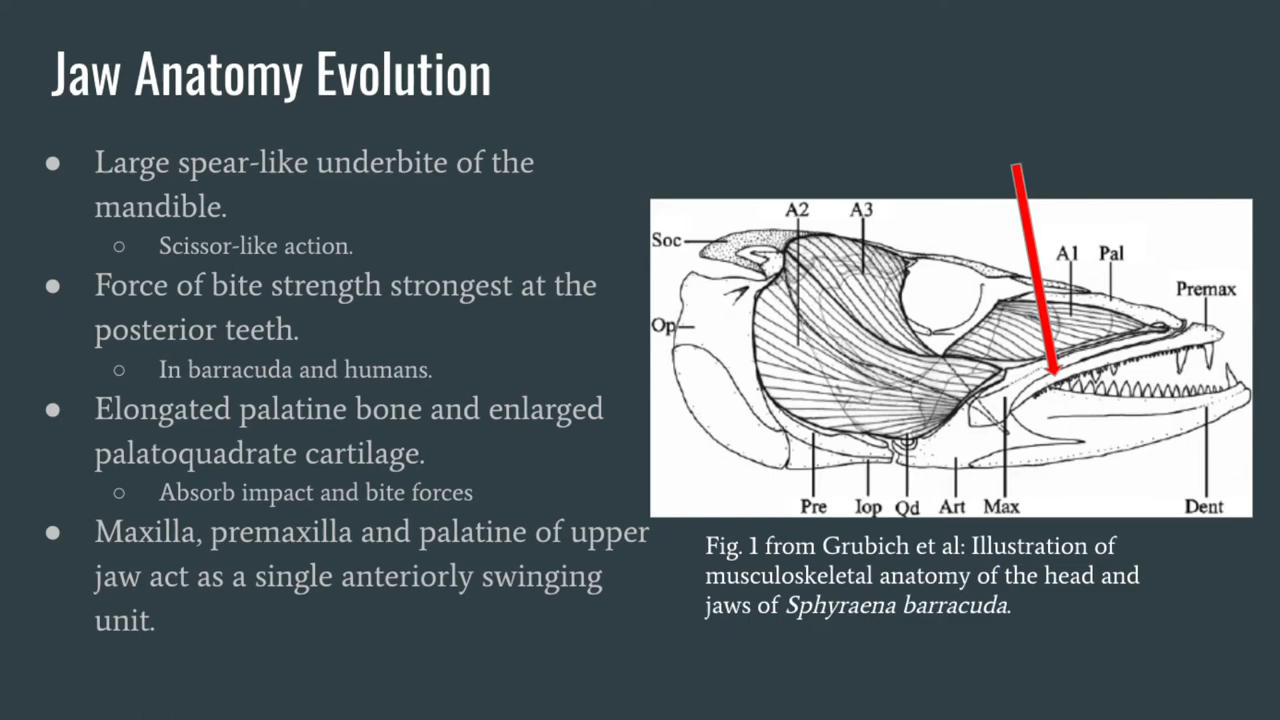 Jaw Anatomy Evolution
● Large spear-like underbite of the
mandible.
○ Scissor-like action.
● Force of bite strength strongest at the
posterior teeth.
○ In barracuda and humans.
● Elongated palatine bone and enlarged
palatoquadrate cartilage.
○ Absorb impact and bite forces
● Maxilla, premaxilla and palatine of upper
jaw act as a single anteriorly swinging
unit.
A2 A3
Soc
A1 Pal
Premax
Op
Pre Iop Qd Art Max Dent
Fig. 1 from Grubich et al: Illustration of
musculoskeletal anatomy of the head and
jaws of Sphyraena barracuda.